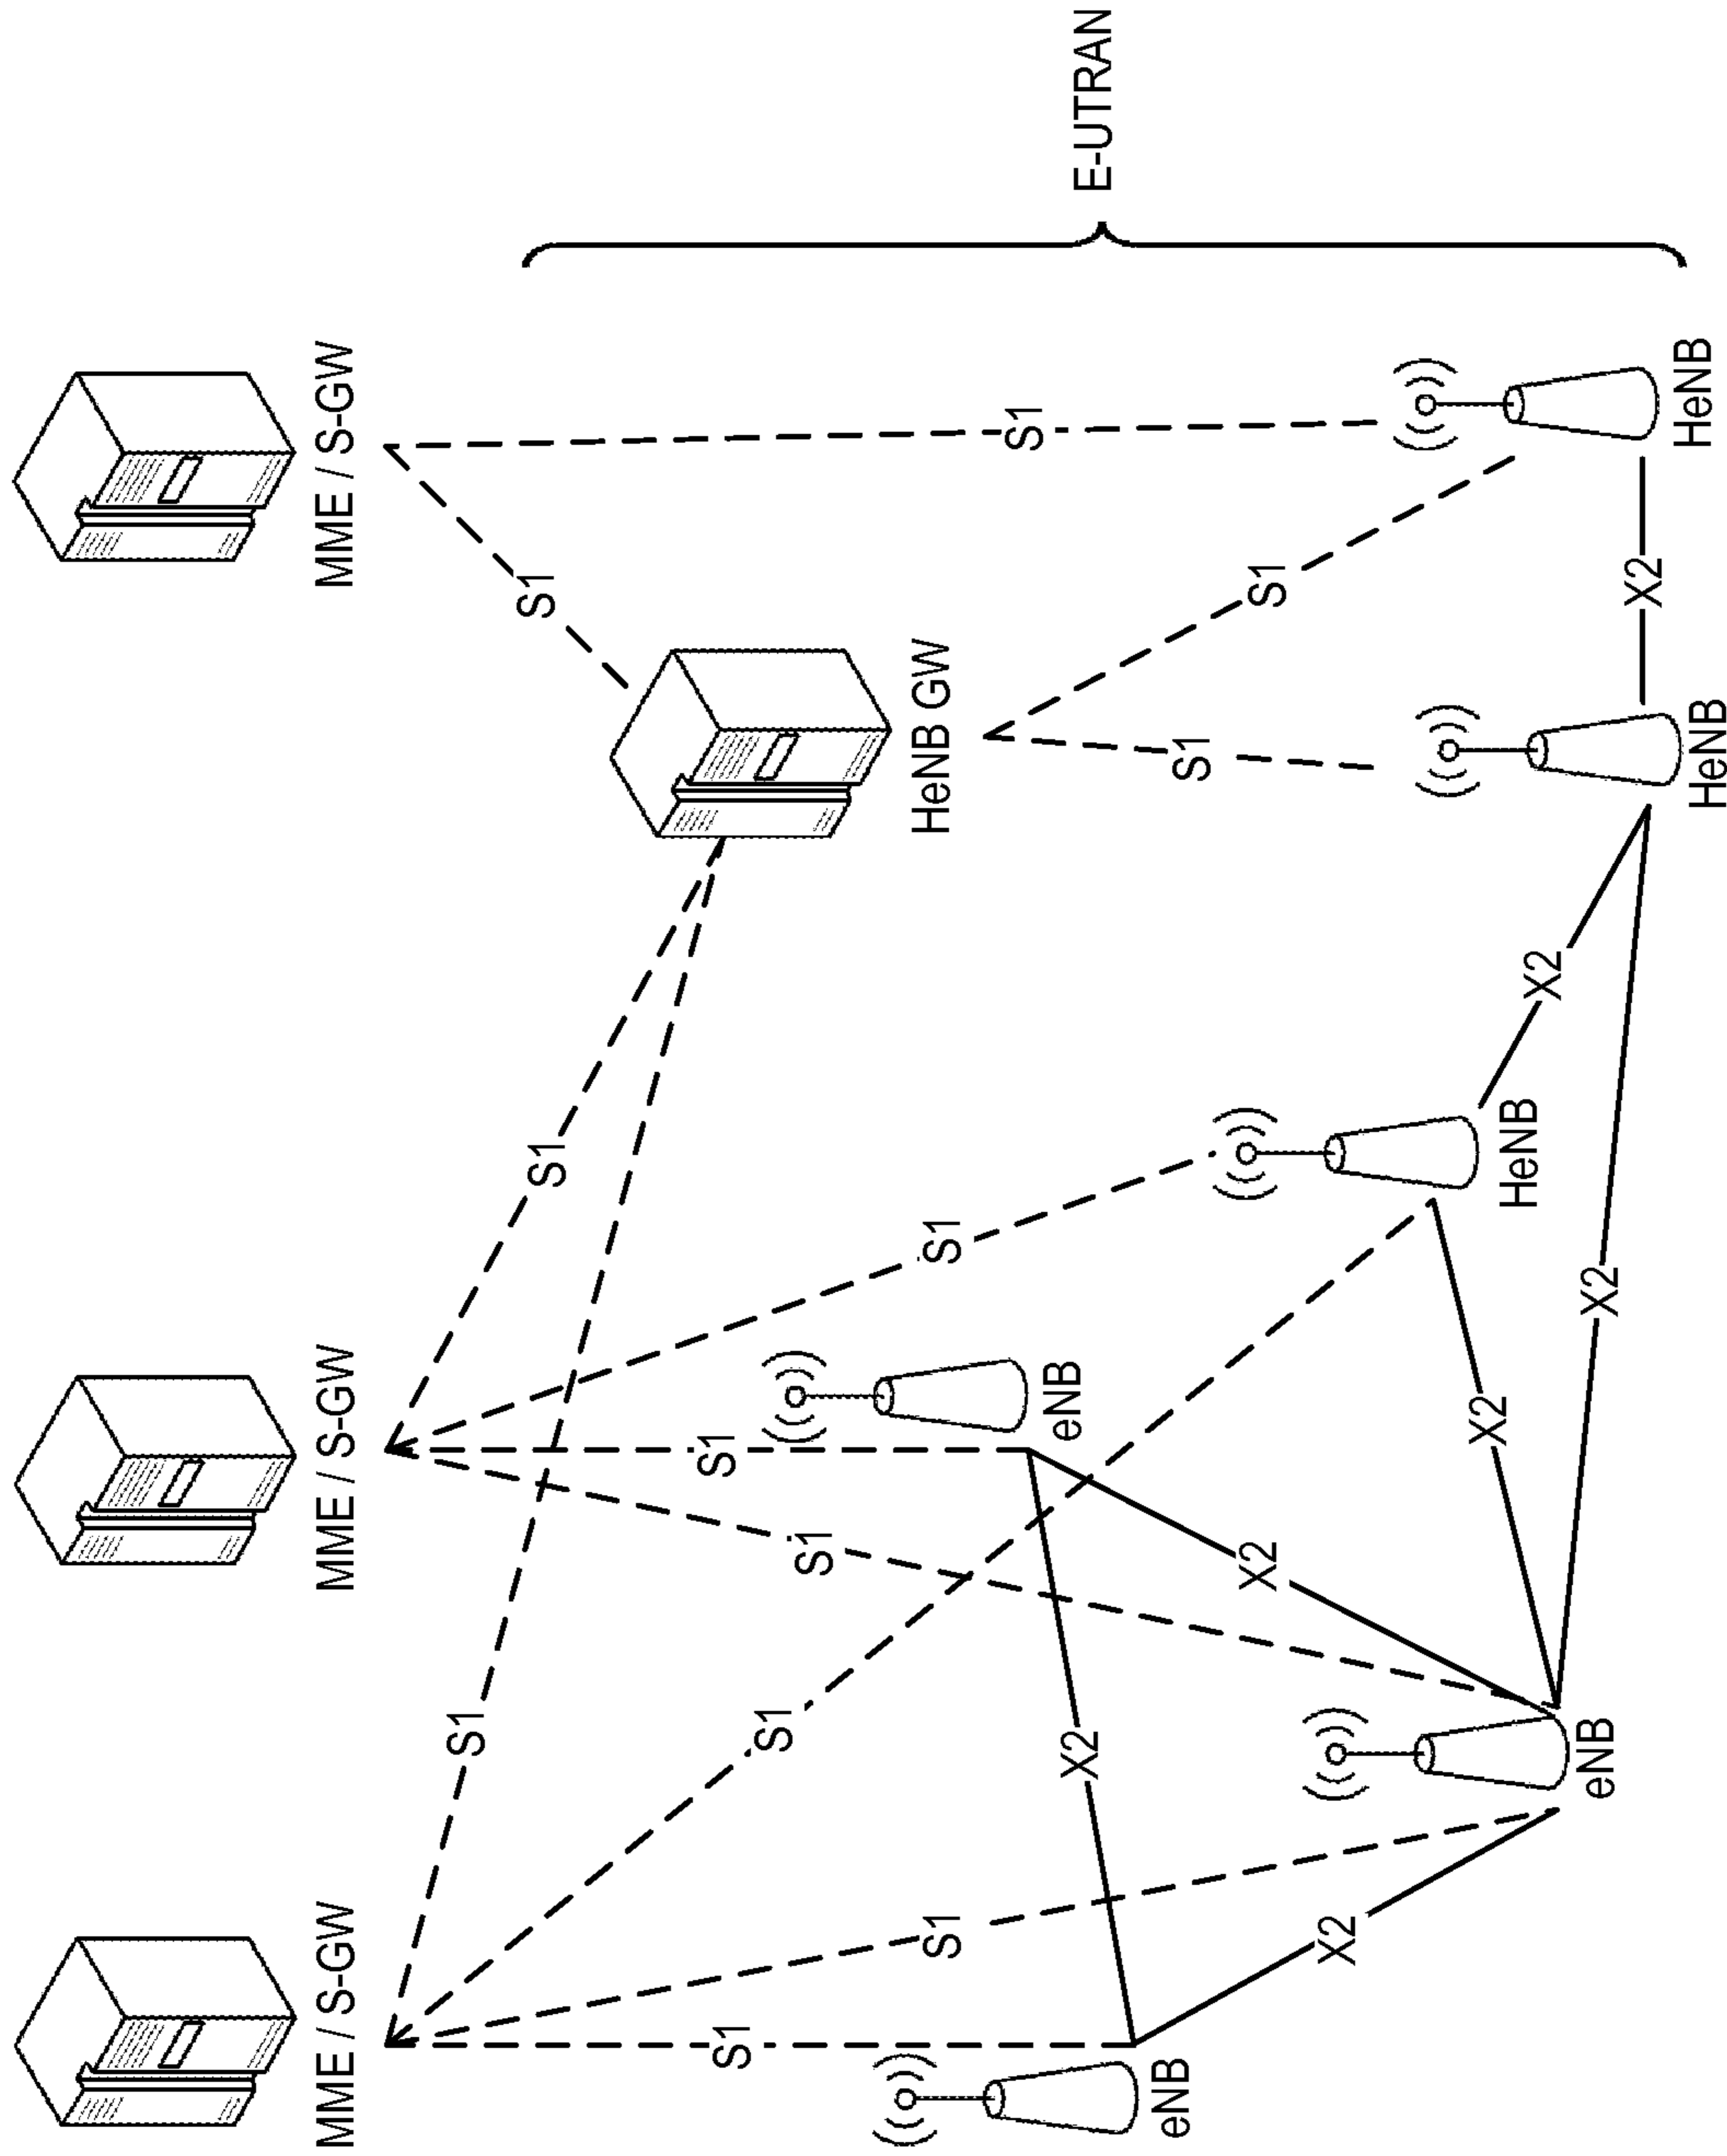 MME / S-GW
MME / S-GW
MME / S-GW
S1
S1
S1
S1
S1
S1
S1
HeNB GW
S1
S1
S1
eNB
X2
E-UTRAN
eNB
S1
X2
S1
X2
X2
HeNB
X2
eNB
X2
X2
HeNB
HeNB